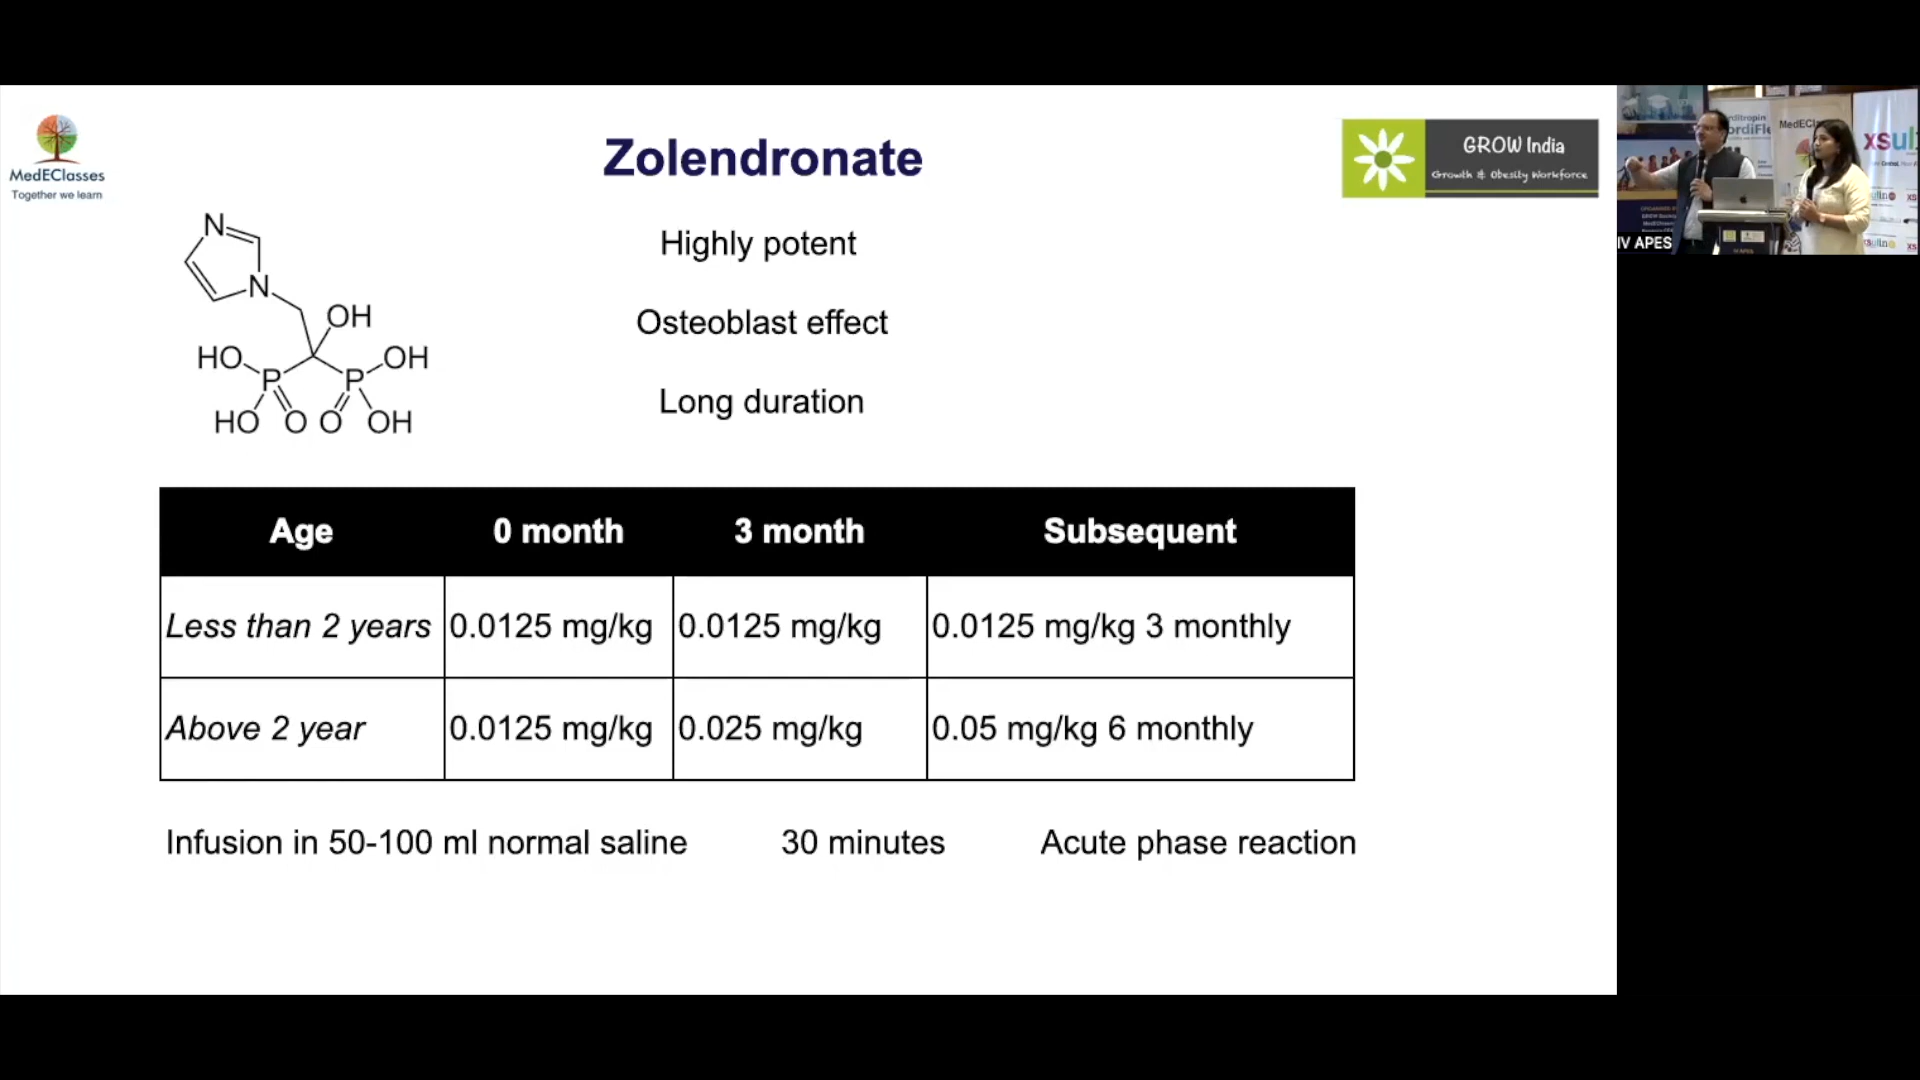 MedEClasses
Together we learn
Zolendronate
GROW India
Growth & Obesity Workforce
Highly potent
Osteoblast effect
Long duration
N
N
OH
HO
OH
P
P
HO
O
O
OH
Age 0 month 3 month Subsequent
Less than 2 years 0.0125 mg/kg 0.0125 mg/kg 0.0125 mg/kg 3 monthly
Above 2 year 0.0125 mg/kg 0.025 mg/kg 0.05 mg/kg 6 monthly
Infusion in 50-100 ml normal saline 30 minutes Acute phase reaction
IV APES
xsuli